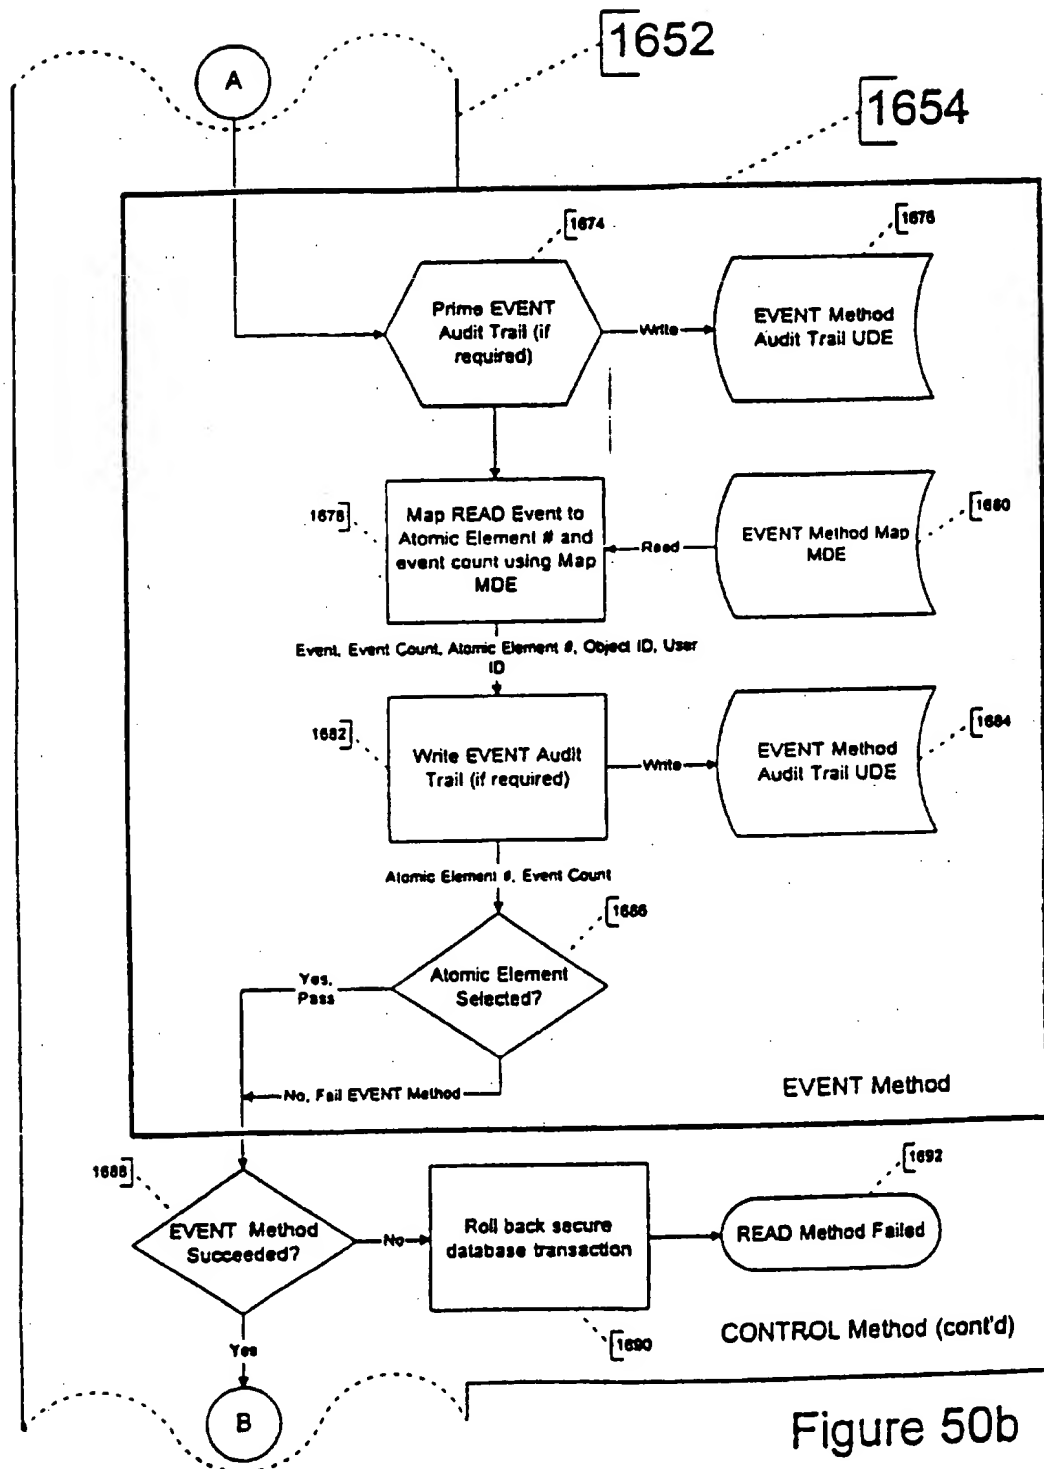 1652
A
1654
1674
1676
Prime EVENT
Audit Trail (if
required)
Write
EVENT Method
Audit Trail UDE
1678
Map READ Event to
Atomic Element # and
event count using Map
MDE
Read
EVENT Method Map
MDE
1680
Event, Event Count, Atomic Element #, Object ID, User
ID
1682
Write EVENT Audit
Trail (if required)
Write
EVENT Method
Audit Trail UDE
1684
Atomic Element #, Event Count
1686
Atomic Element
Selected?
Yes,
Pass
No, Fail EVENT Method
EVENT Method
1688
EVENT Method
Succeeded?
No
Roll back secure
database transaction
1692
READ Method Failed
1690
CONTROL Method (cont'd)
Yes
B
Figure 50b